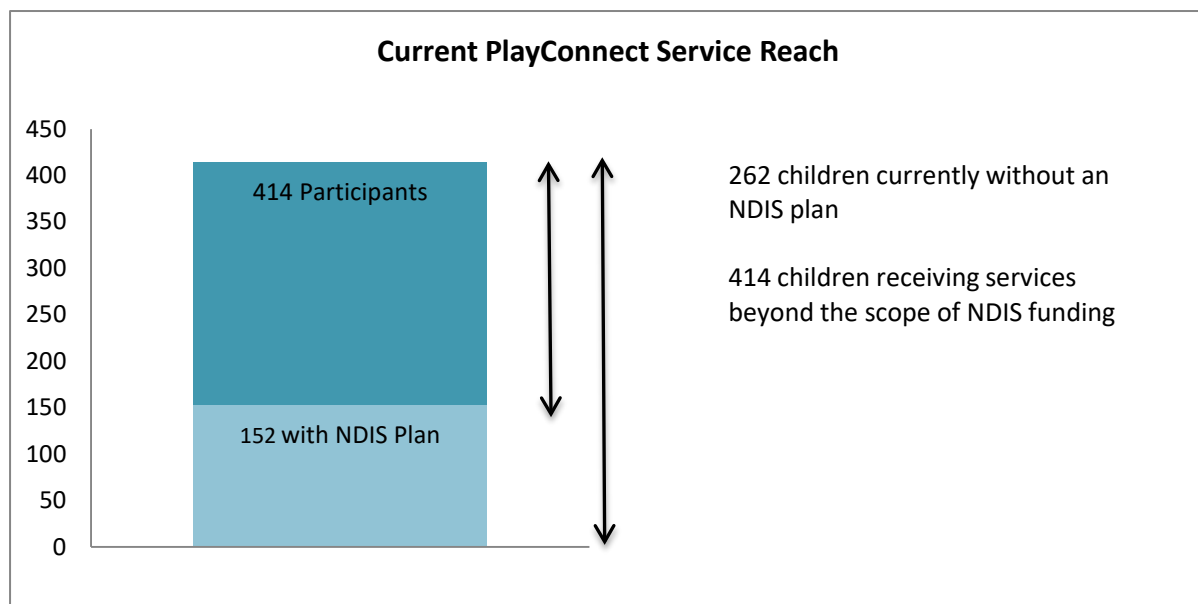 Current PlayConnect Service Reach
450
400
350
300
250
200
150
100
50
0
414 Participants
152 with NDIS Plan
262 children currently without an
NDIS plan
414 children receiving services
beyond the scope of NDIS funding